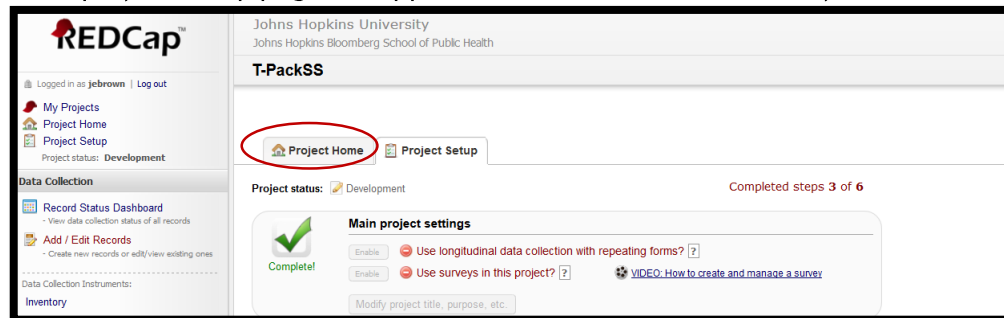 REDCap™
Logged in as jebrown | Log out
My Projects
Project Home
Project Setup
Project status: Development
Data Collection
Record Status Dashboard
- View data collection status of all records
Add / Edit Records
- Create new records or edit/view existing ones
Data Collection Instruments:
Inventory
Johns Hopkins University
Johns Hopkins Bloomberg School of Public Health
T-PackSS
Project Home Project Setup
Project status: Development Completed steps 3 of 6
Main project settings
Complete!
Enable Use longitudinal data collection with repeating forms? ?
Enable Use surveys in this project? ? VIDEO: How to create and manage a survey
Modify project title, purpose, etc.